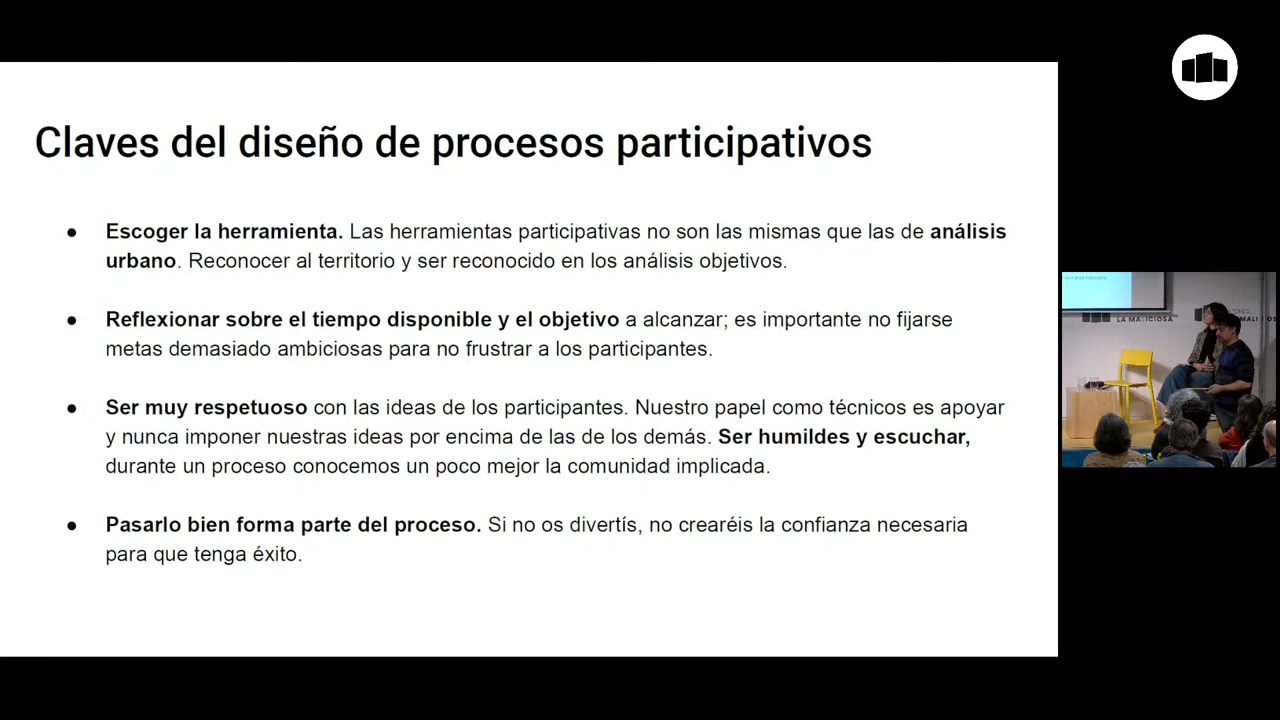 Claves del diseño de procesos participativos
● Escoger la herramienta. Las herramientas participativas no son las mismas que las de análisis
urbano. Reconocer al territorio y ser reconocido en los análisis objetivos.
● Reflexionar sobre el tiempo disponible y el objetivo a alcanzar; es importante no fijarse
metas demasiado ambiciosas para no frustrar a los participantes.
● Ser muy respetuoso con las ideas de los participantes. Nuestro papel como técnicos es apoyar
y nunca imponer nuestras ideas por encima de las de los demás. Ser humildes y escuchar,
durante un proceso conocemos un poco mejor la comunidad implicada.
● Pasarlo bien forma parte del proceso. Si no os divertís, no crearéis la confianza necesaria
para que tenga éxito.
LA MALICIOSA